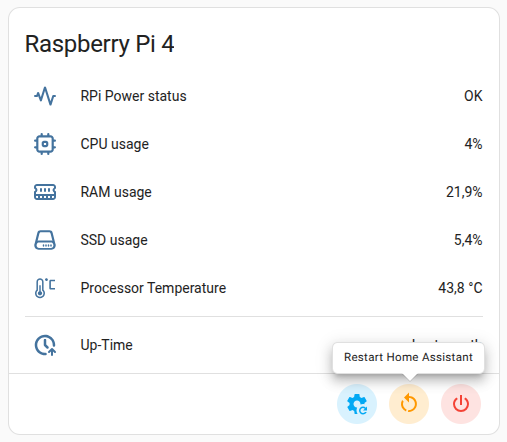 Raspberry Pi 4
RPi Power status OK
CPU usage 4%
RAM usage 21,9%
SSD usage 5,4%
°C
Processor Temperature 43,8 °C
Up-Time
Restart Home Assistant